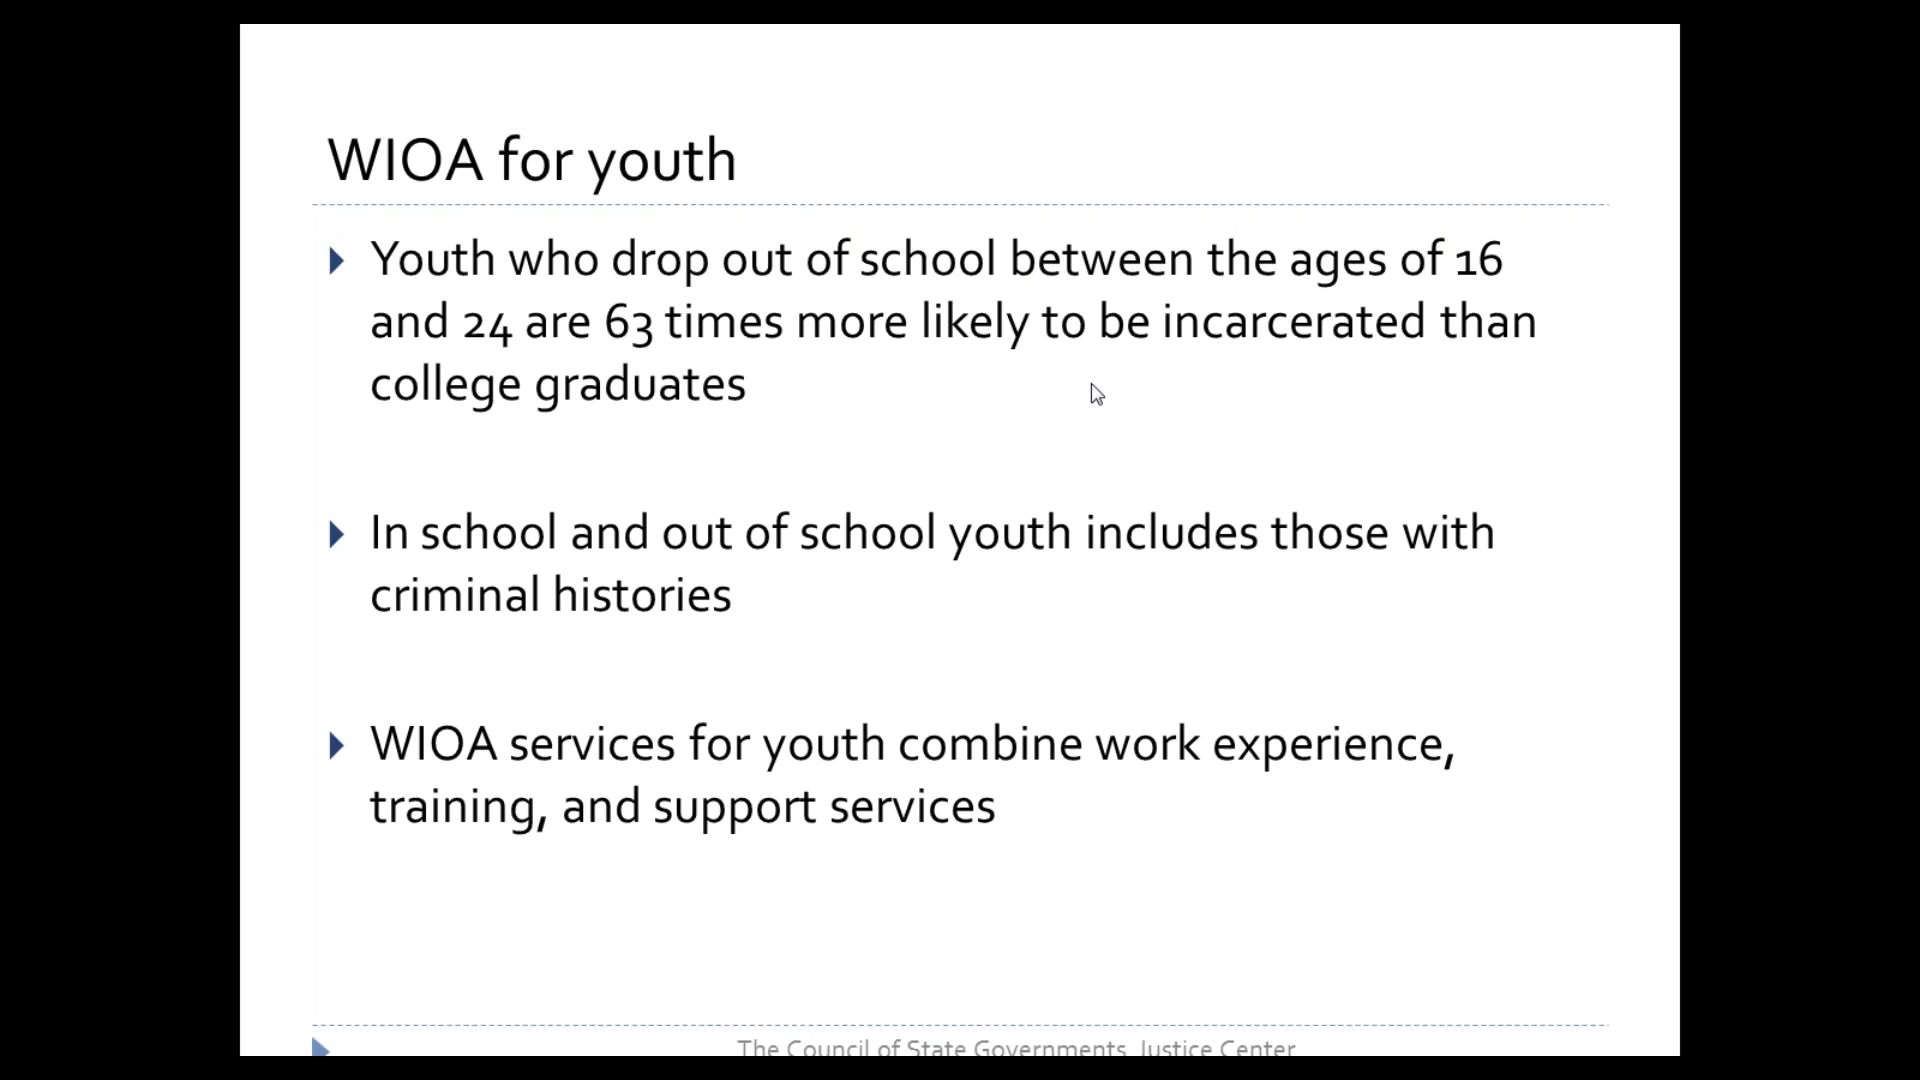 WIOA for youth
Youth who drop out of school between the ages of 16
and 24 are 63 times more likely to be incarcerated than
college graduates
In school and out of school youth includes those with
criminal histories
WIOA services for youth combine work experience,
training, and support services
The Council of State Governments Justice Center